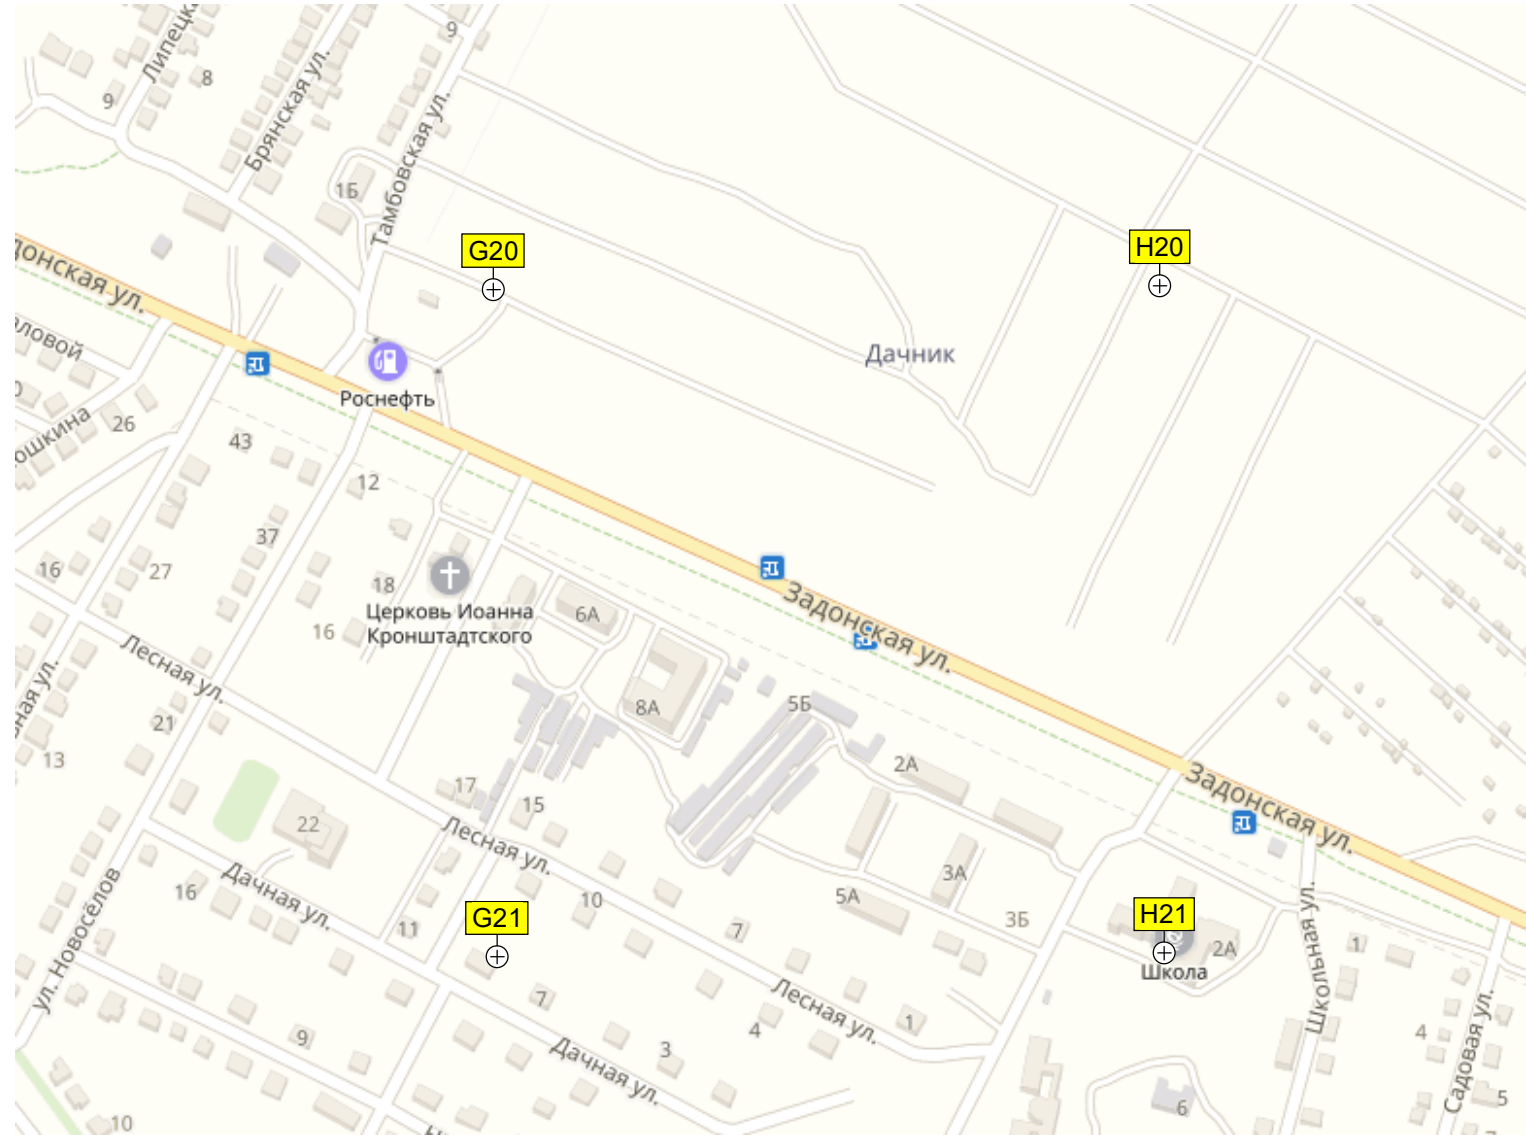 9
Липецка
8
9
Брянская ул.
Тамбовская ул.
1Б
G20
H20
донская ул.
аловой
Дачник
Роснефть
26
ошкина
43
12
37
16
27
18
Церковь Иоанна
Кронштадтского
6А
16
Задонская ул.
Лесная ул.
8А
5Б
21
13
2А
Задонская ул.
17
15
22
Лесная ул.
3А
Дачная ул.
16
10
5А
3Б
11
G21
7
H21
2А
1
Школа
ул. Новосёлов
Школьная ул.
7
Лесная ул.
1
4
4
9
3
Дачная ул.
Садовая ул.
5
6
10